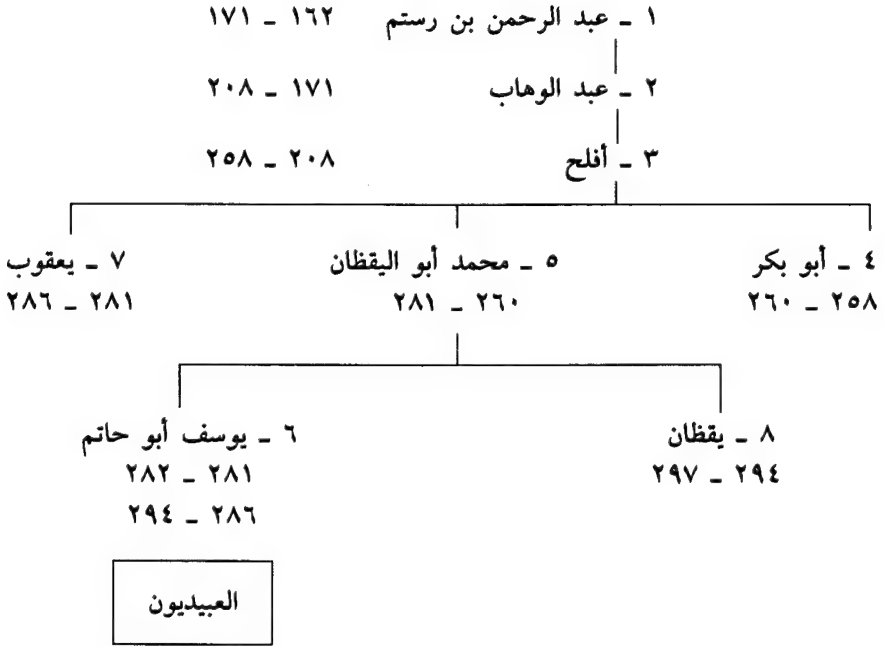 ١ ـ عبد الرحمن بن رستم ١٦٢ ـ ١٧١
٢ ـ عبد الوهاب ١٧١ ـ ٢٠٨
٣ ـ أفلح ٢٠٨ ـ ٢٥٨
٤ ـ أبو بكر ٥ ـ محمد أبو اليقظان ٧ ـ يعقوب
٢٥٨ ـ ٢٦٠ ٢٦٠ ـ ٢٨١ ٢٨١ ـ ٢٨٦
٨ ـ يقظان ٦ ـ يوسف أبو حاتم
٢٩٤ ـ ٢٩٧ ٢٨١ ـ ٢٨٢
٢٨٦ ـ ٢٩٤
العبيديون